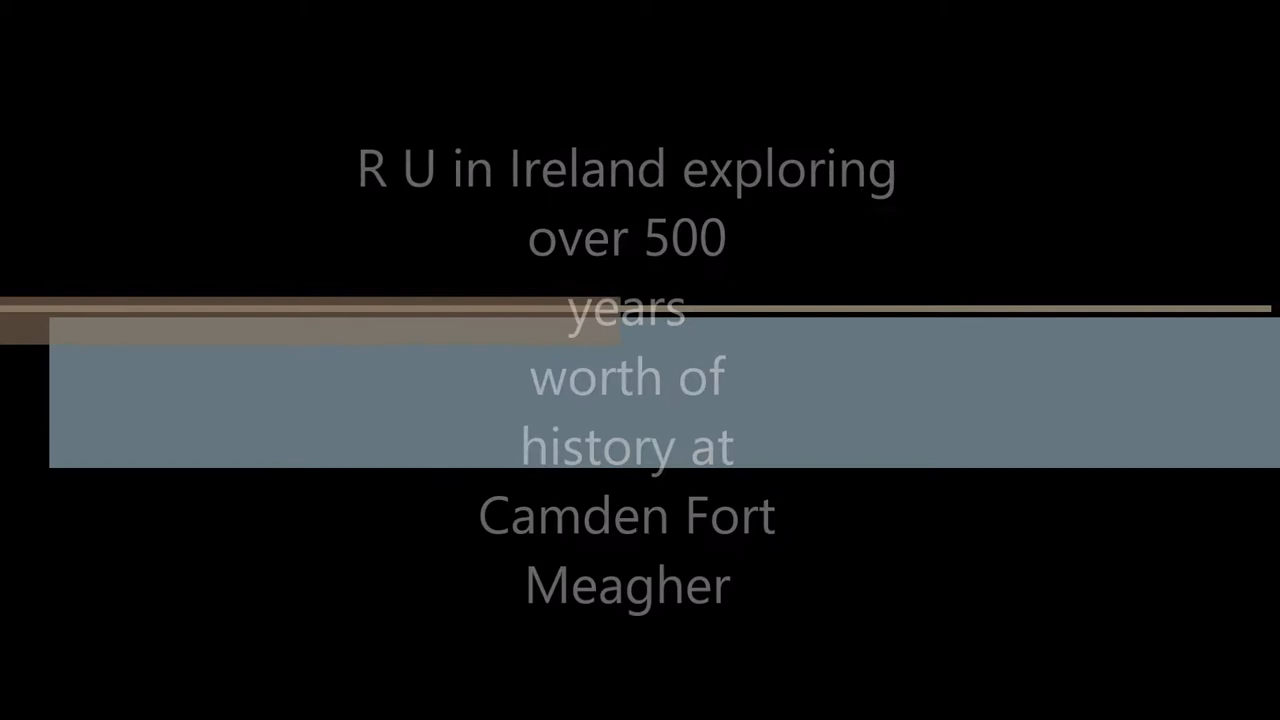 R U in Ireland exploring
over 500
years
worth of
history at
Camden Fort
Meagher